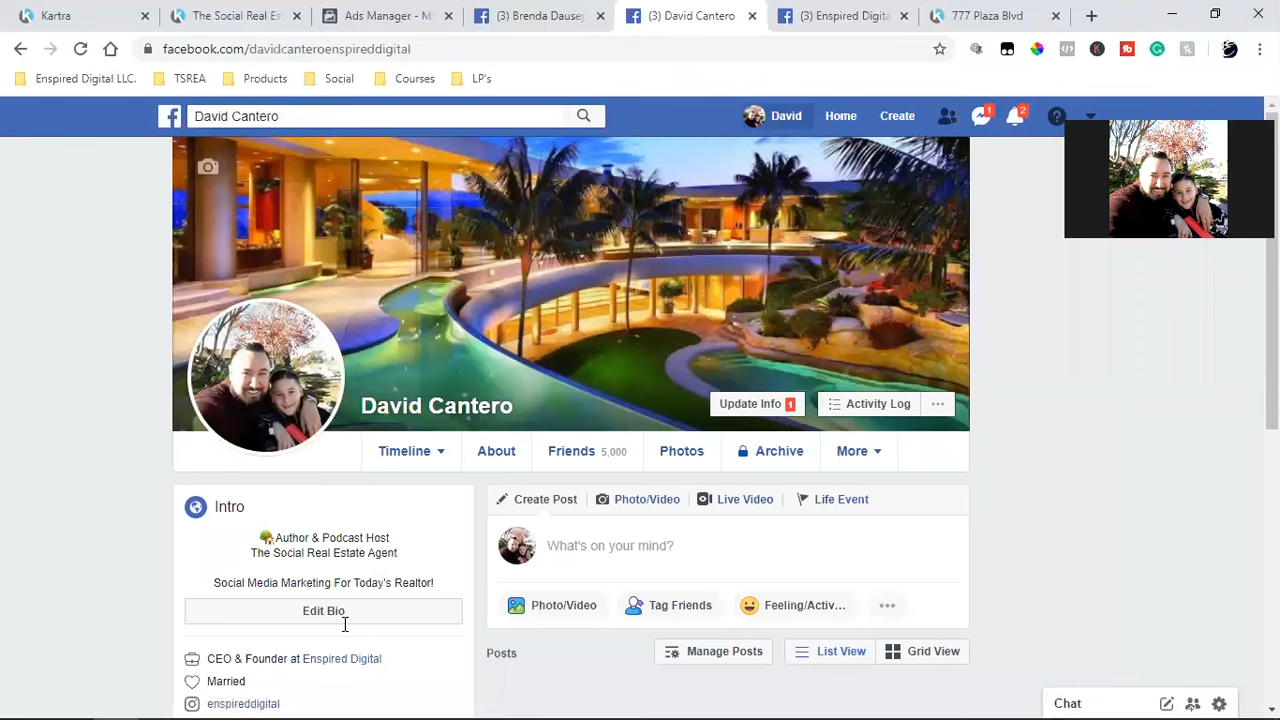 Kartra
The Social Real Est
Ads Manager - M
(3) Brenda Dause
(3) David Cantero
(3) Enspired Digita
777 Plaza Blvd
facebook.com/davidcanteroenspireddigital
Enspired Digital LLC.
TSREA
Products
Social
Courses
LP's
David Cantero
David
Home
Create
1
2
David Cantero
Update Info 1
Activity Log
Timeline
About
Friends 5,000
Photos
Archive
More
Intro
Author & Podcast Host
The Social Real Estate Agent
Social Media Marketing For Today's Realtor!
Edit Bio
CEO & Founder at Enspired Digital
Married
enspireddigital
Create Post
Photo/Video
Live Video
Life Event
What's on your mind?
Photo/Video
Tag Friends
Feeling/Activ...
Posts
Manage Posts
List View
Grid View
Chat